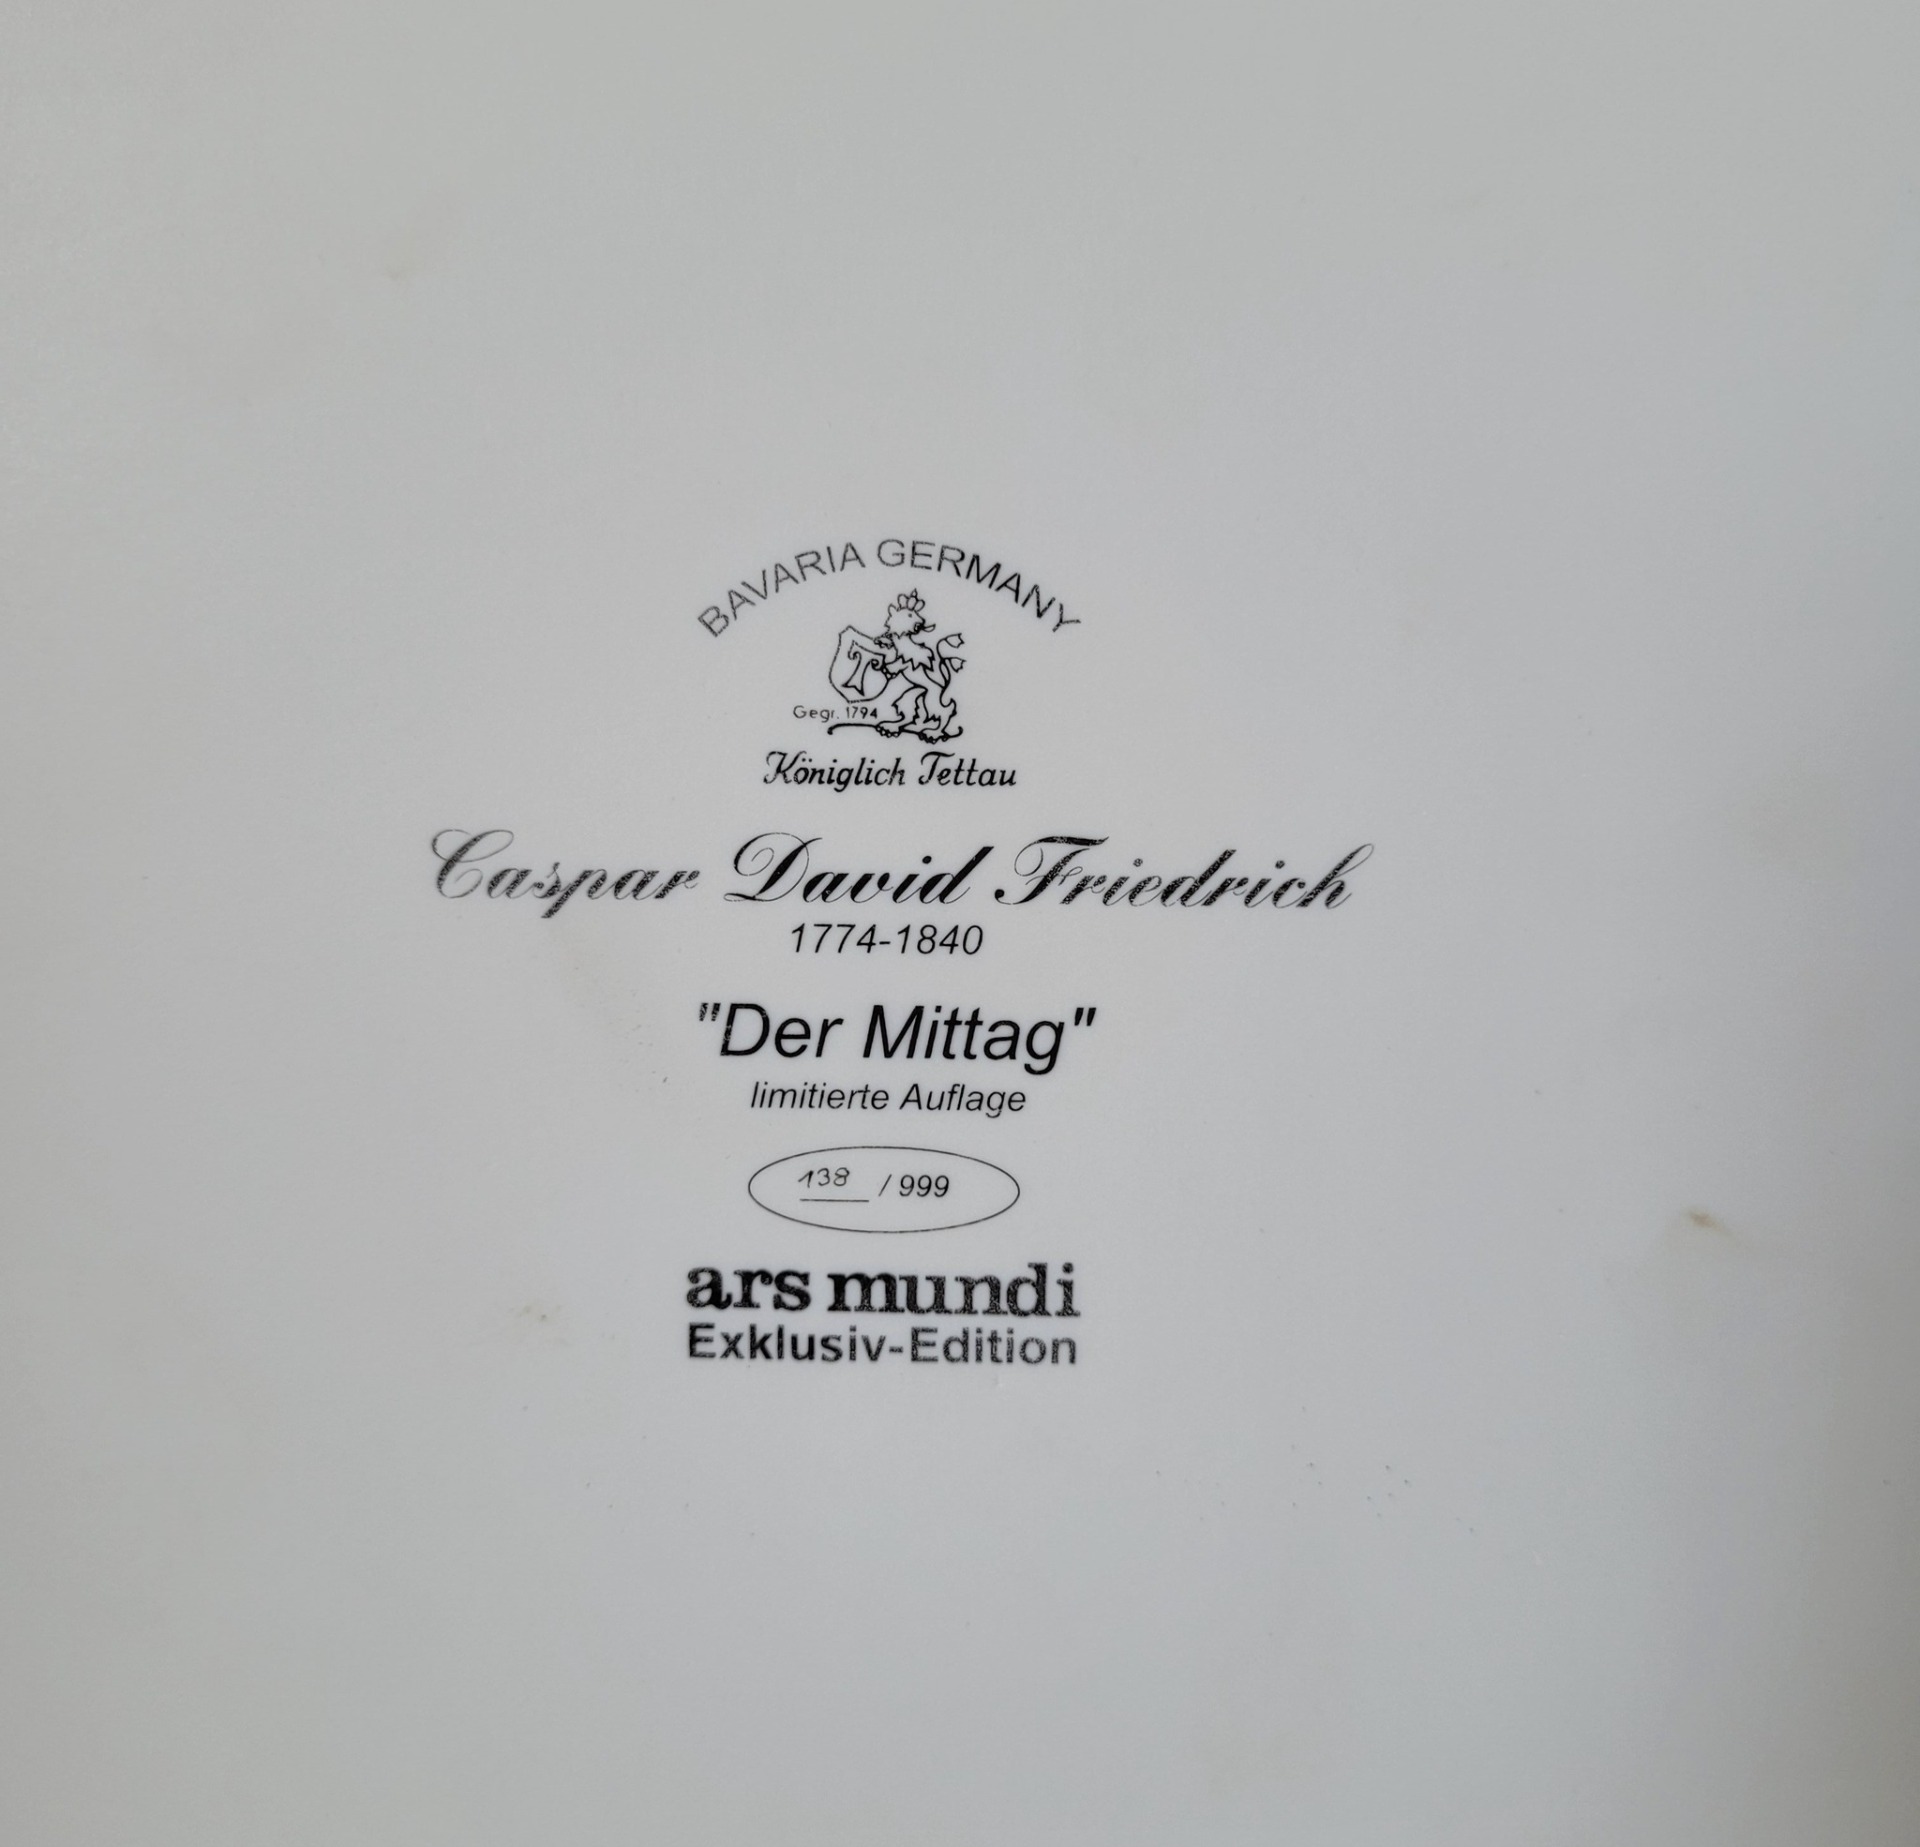 BAVARIA GERMANY
T
Gegr. 1794
Königlich Tettau
Caspar David Friedrich
1774-1840
"Der Mittag"
limitierte Auflage
138 / 999
ars mundi
Exklusiv-Edition